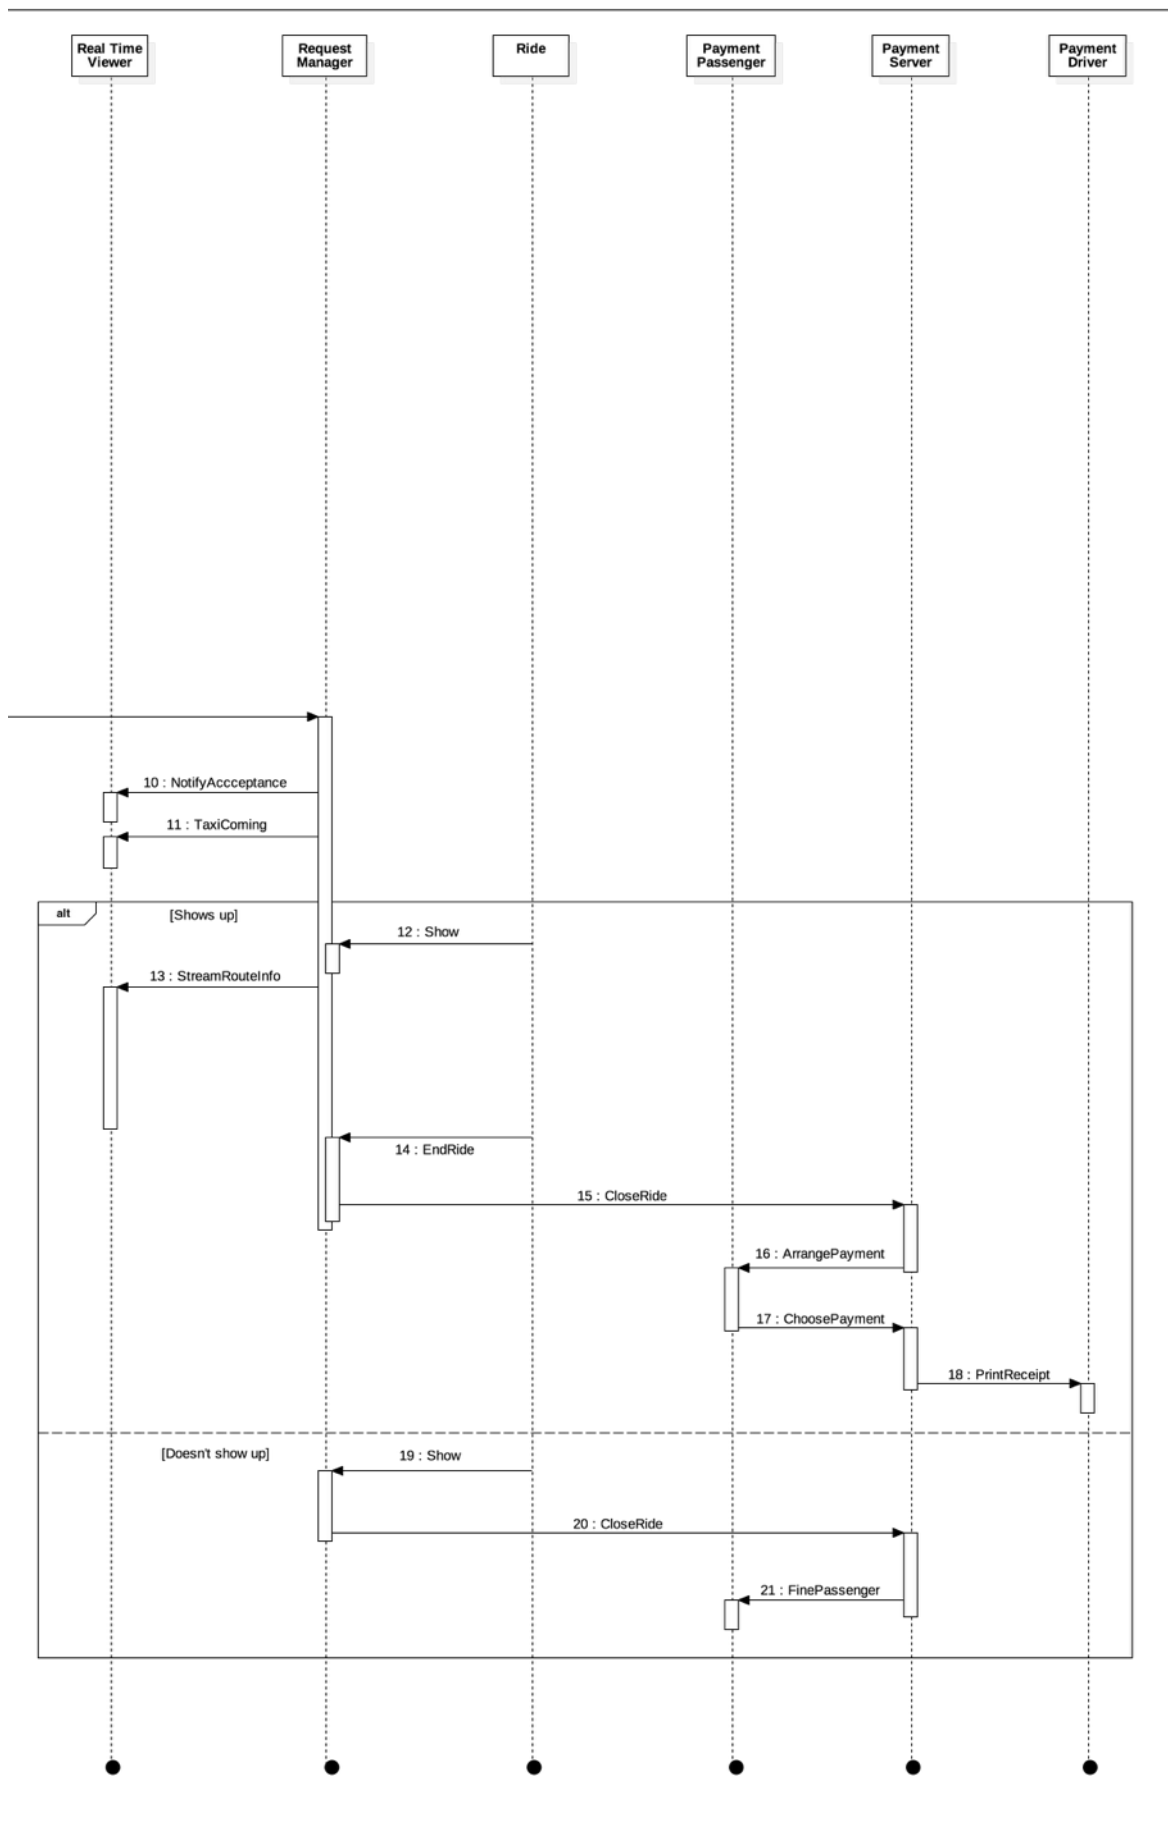 Real Time
Viewer
Request
Manager
Ride
Payment
Passenger
Payment
Server
Payment
Driver
10 : NotifyAccceptance
11 : TaxiComing
alt
[Shows up]
12 : Show
13 : StreamRouteInfo
14 : EndRide
15 : CloseRide
16 : ArrangePayment
17 : ChoosePayment
18 : PrintReceipt
[Doesn't show up]
19 : Show
20 : CloseRide
21 : FinePassenger